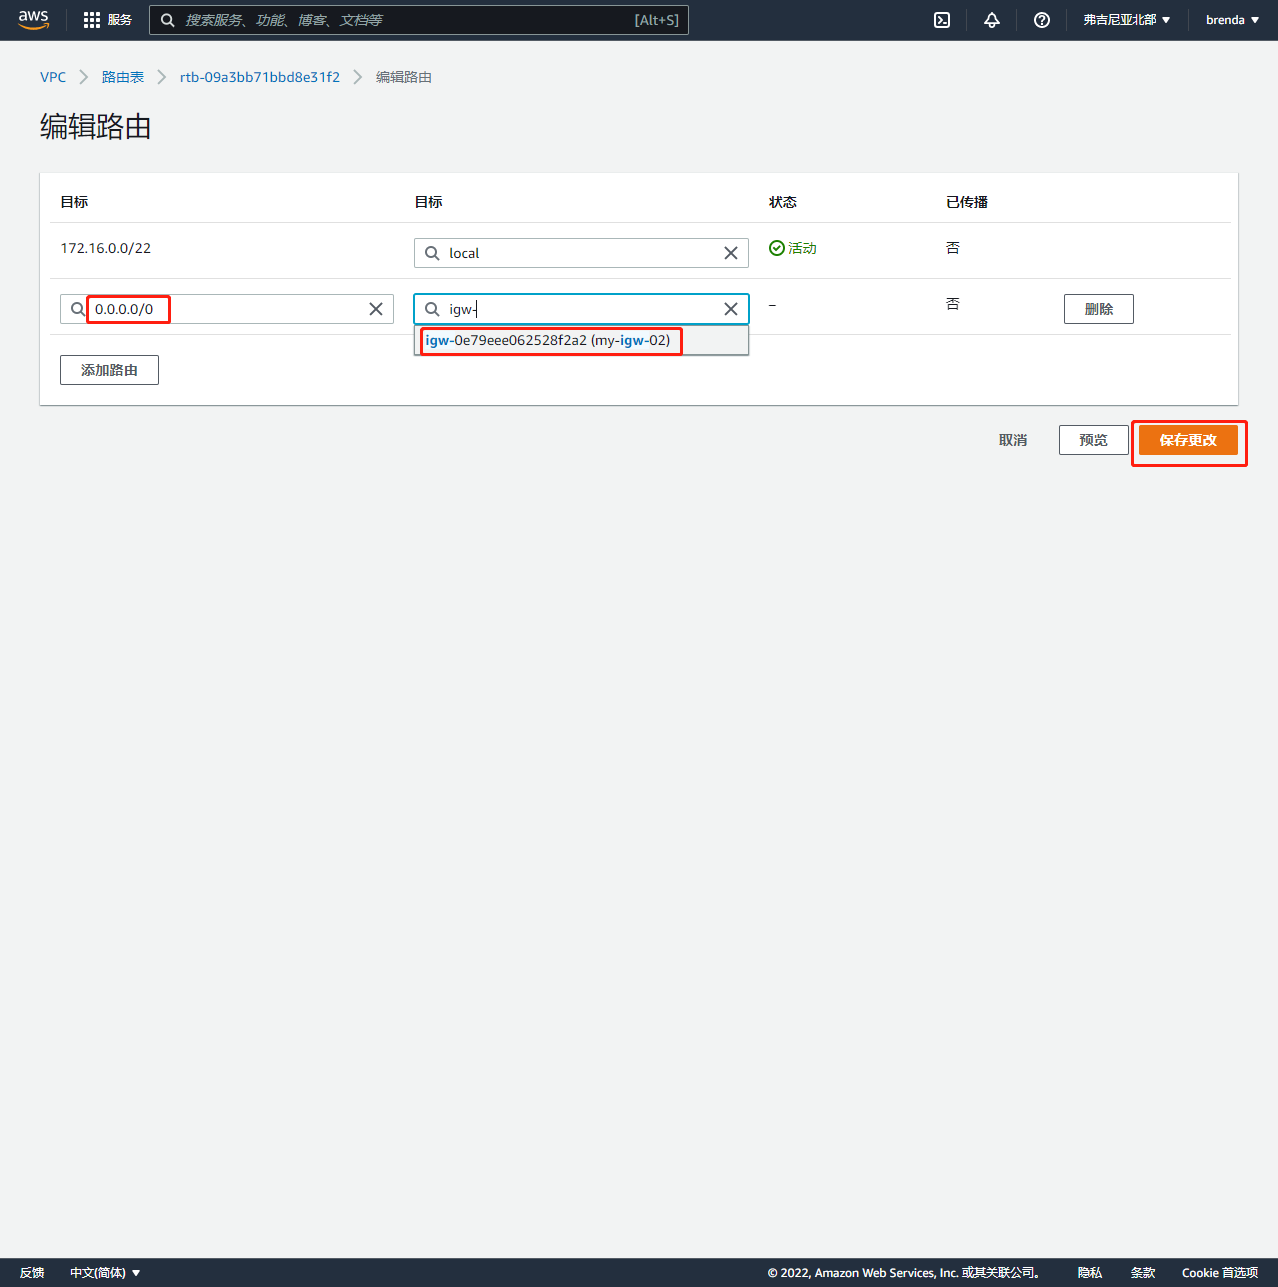 aws 服务 搜索服务、功能、博客、文档等 [Alt+S] 弗吉尼亚北部 brenda
VPC 路由表 rtb-09a3bb71bbd8e31f2 编辑路由
编辑路由
目标 目标 状态 已传播
172.16.0.0/22 local 活动 否
0.0.0.0/0 igw- – 否 删除
igw-0e79eee062528f2a2 (my-igw-02)
添加路由
取消 预览 保存更改
反馈 中文(简体) © 2022, Amazon Web Services, Inc. 或其关联公司。 隐私 条款 Cookie 首选项